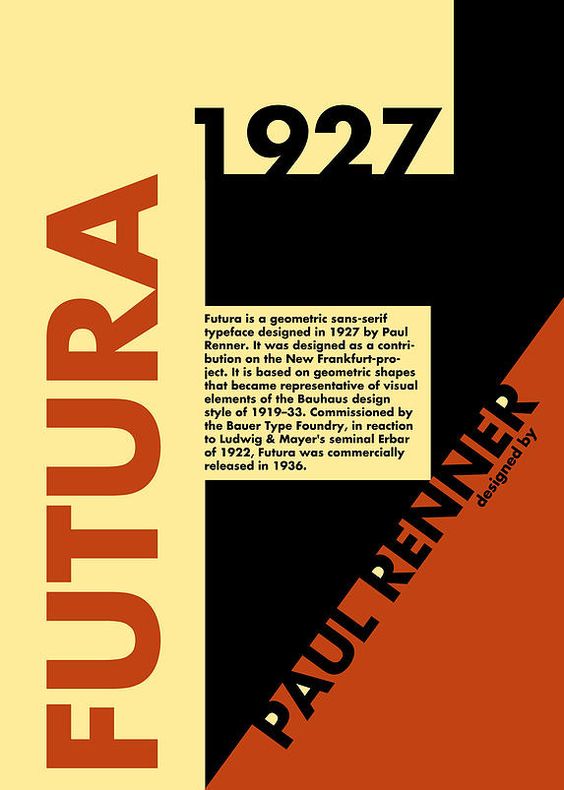 1927
FUTURA
Futura is a geometric sans-serif
typeface designed in 1927 by Paul
Renner. It was designed as a contri-
bution on the New Frankfurt-pro-
ject. It is based on geometric shapes
that became representative of visual
elements of the Bauhaus design
style of 1919–33. Commissioned by
the Bauer Type Foundry, in reaction
to Ludwig & Mayer's seminal Erbar
of 1922, Futura was commercially
released in 1936.
designed by
PAUL RENNER